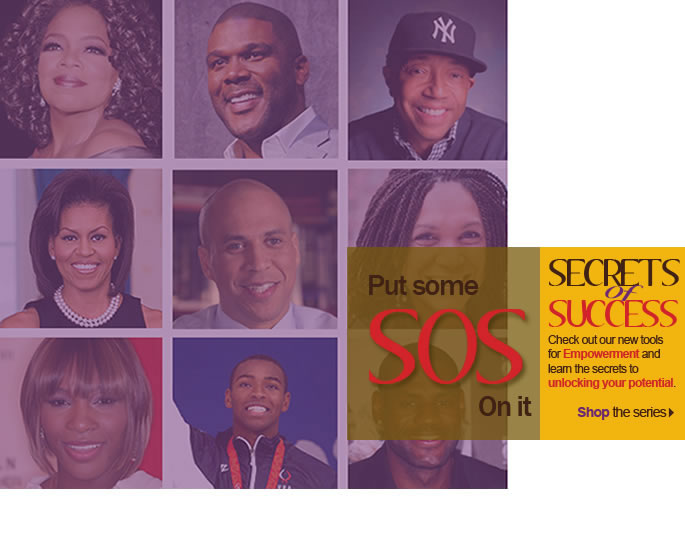 NY
Put some
SOS
On it
SECRETS
of
SUCCESS
Check out our new tools
for Empowerment and
learn the secrets to
unlocking your potential.
Shop the series